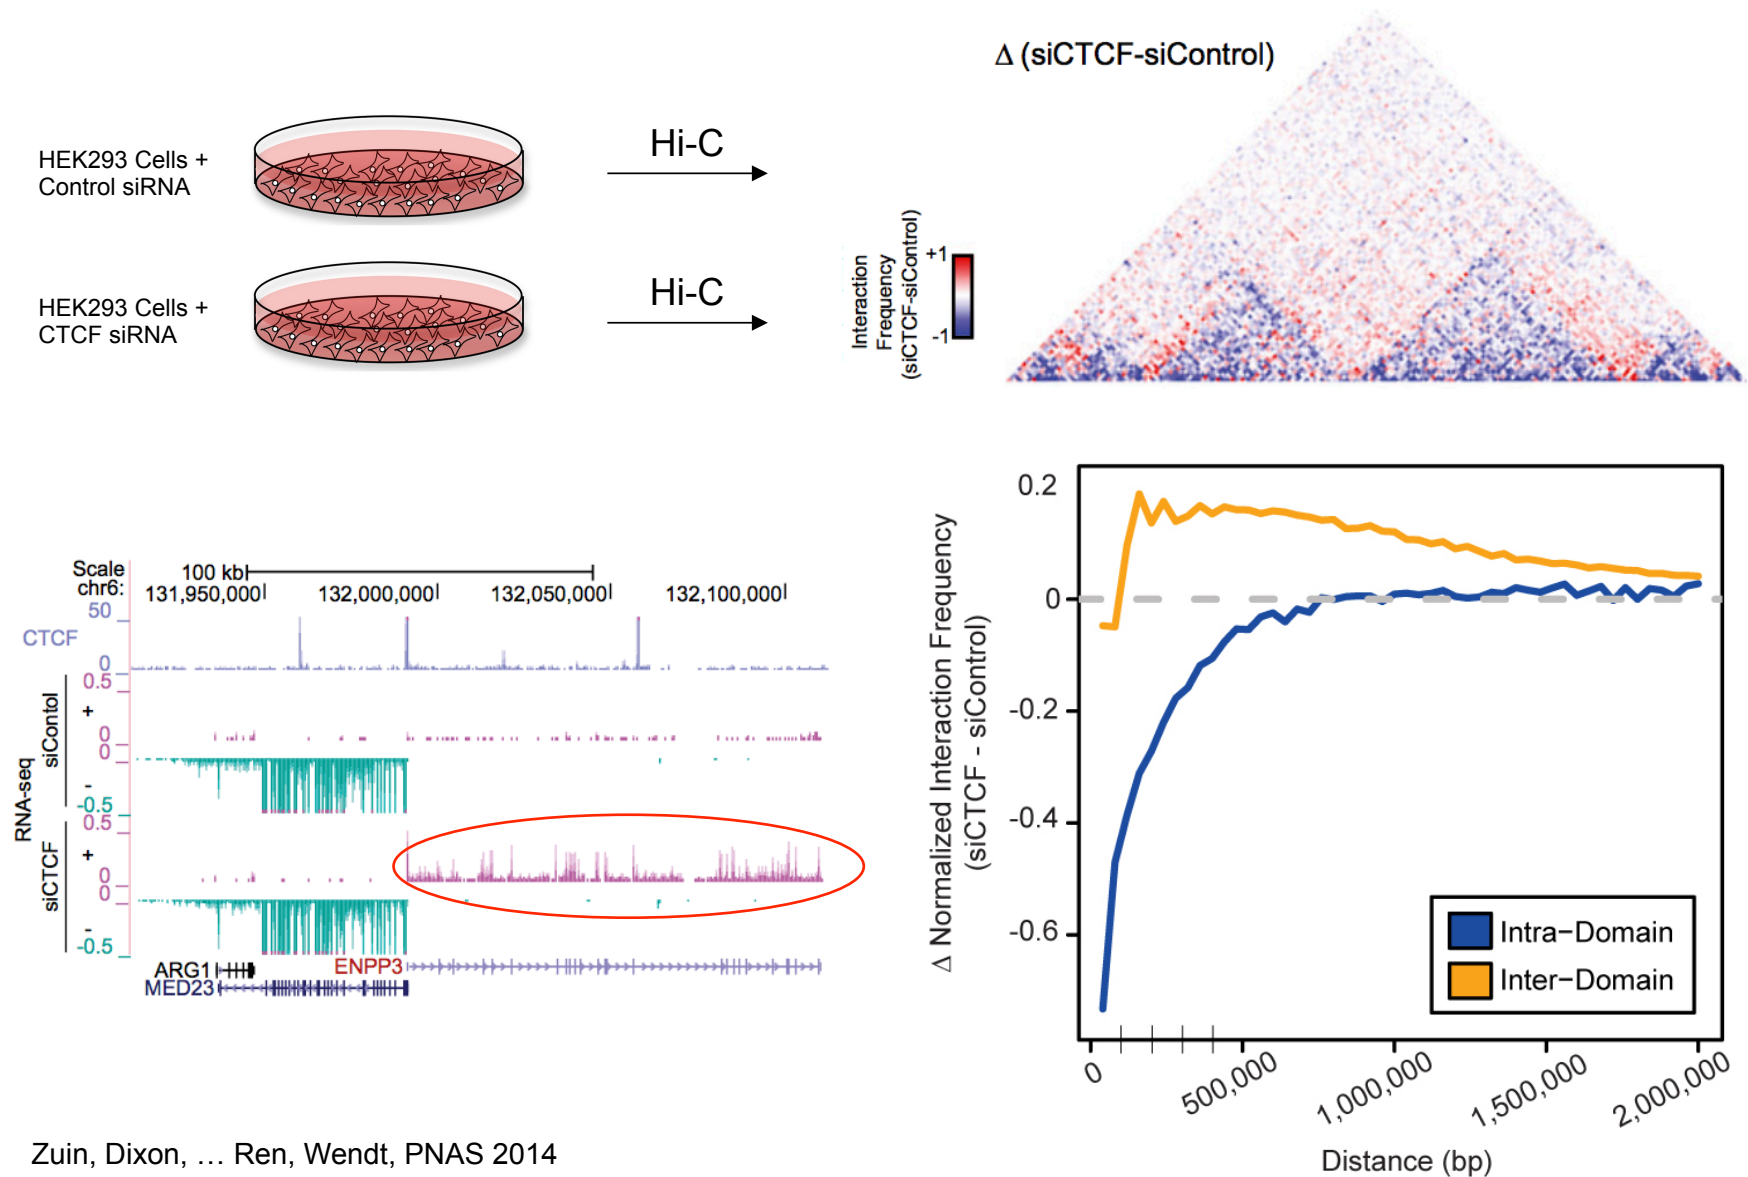 Δ (siCTCF-siControl)
HEK293 Cells +
Control siRNA
Hi-C
HEK293 Cells +
CTCF siRNA
Hi-C
Interaction
Frequency
(siCTCF-siControl)
+1
-1
Scale
chr6:
100 kb
131,950,000
132,000,000
132,050,000
132,100,000
50
CTCF
0
RNA-seq
siContol
0.5
+
0
0
-
-0.5
siCTCF
0.5
+
0
0
-
-0.5
ARG1
ENPP3
MED23
Δ Normalized Interaction Frequency
(siCTCF - siControl)
0.2
0
-0.2
-0.4
-0.6
Intra-Domain
Inter-Domain
0
500,000
1,000,000
1,500,000
2,000,000
Distance (bp)
Zuin, Dixon, … Ren, Wendt, PNAS 2014